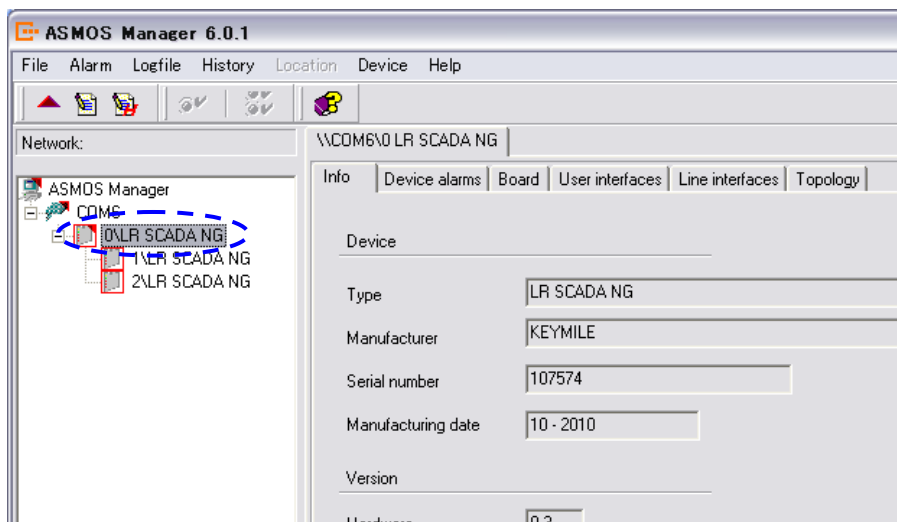 ASMOS Manager 6.0.1
File Alarm Logfile History Location Device Help
Network:
ASMOS Manager
COM6
0\LR SCADA NG
1\LR SCADA NG
2\LR SCADA NG
\\COM6\0 LR SCADA NG
Info Device alarms Board User interfaces Line interfaces Topology
Device
Type LR SCADA NG
Manufacturer KEYMILE
Serial number 107574
Manufacturing date 10 - 2010
Version
Hardware